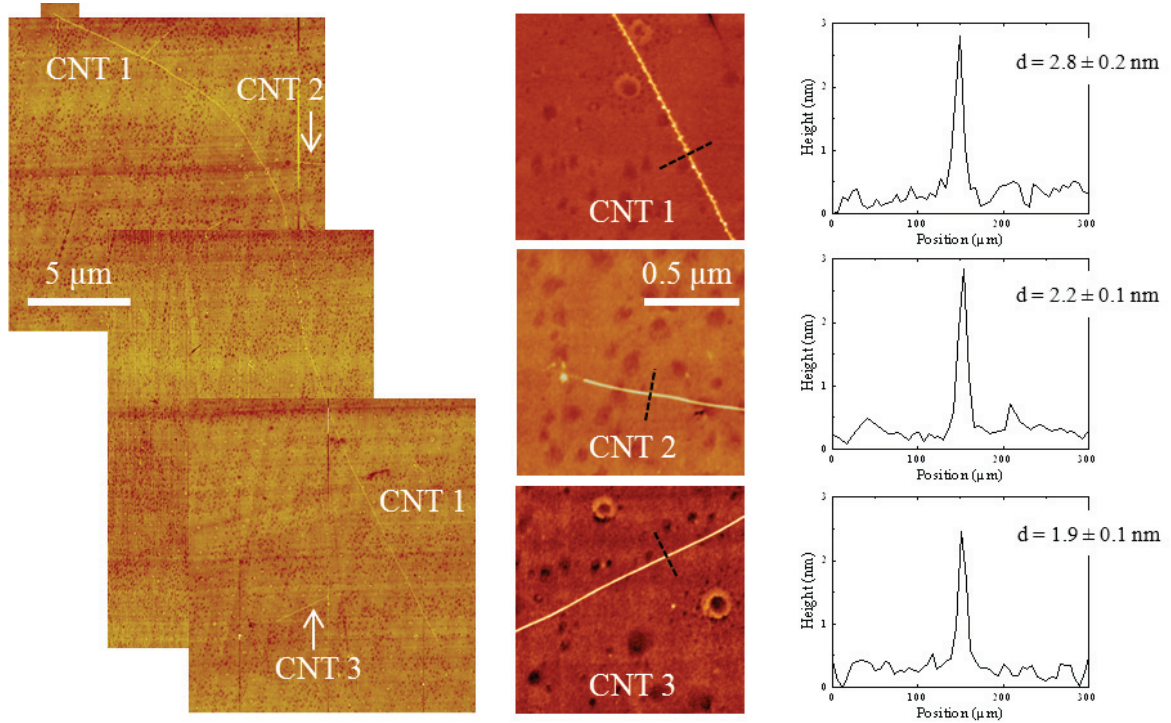 CNT 1
CNT 2
5 µm
CNT 1
CNT 3
CNT 1
0.5 µm
CNT 2
CNT 3
d = 2.8 ± 0.2 nm
Height (nm)
3
2
1
0
0 100 200 300
Position (µm)
d = 2.2 ± 0.1 nm
Height (nm)
3
2
1
0
0 100 200 300
Position (µm)
d = 1.9 ± 0.1 nm
Height (nm)
3
2
1
0
0 100 200 300
Position (µm)